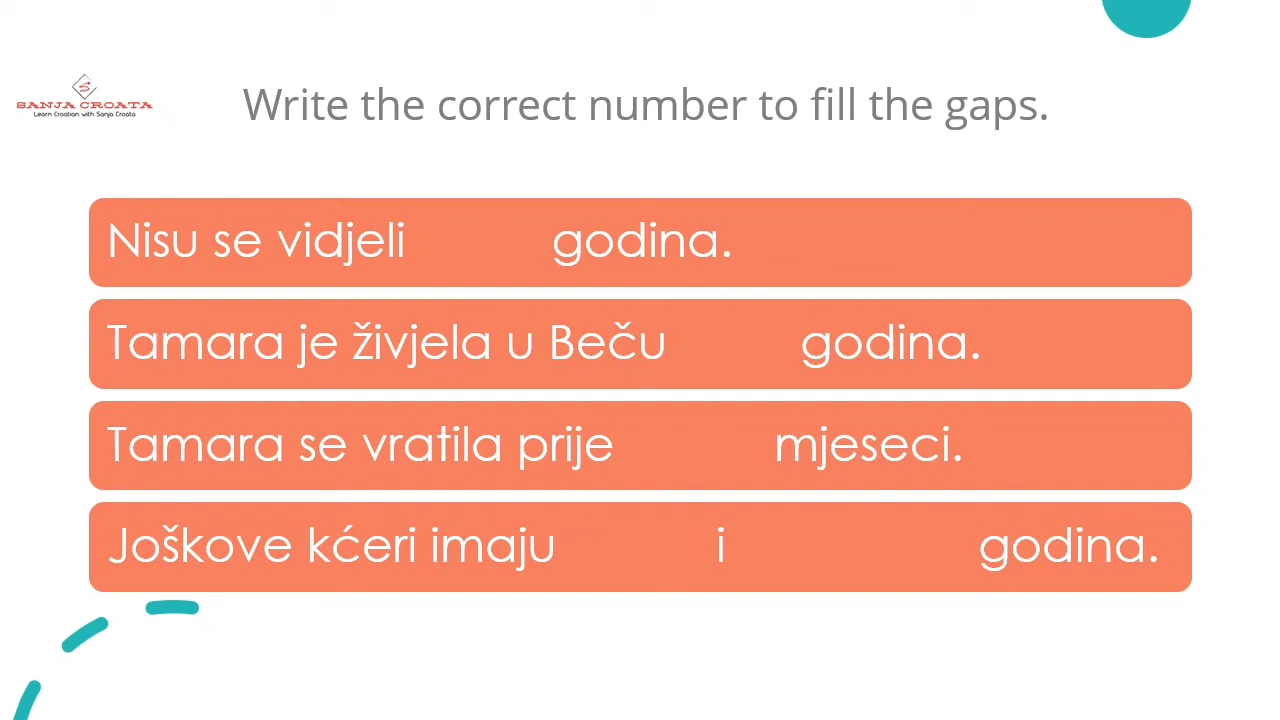 SANJA CROATA
Learn Croatian with Sanja Croata
Write the correct number to fill the gaps.
Nisu se vidjeli godina.
Tamara je živjela u Beču godina.
Tamara se vratila prije mjeseci.
Joškove kćeri imaju i godina.